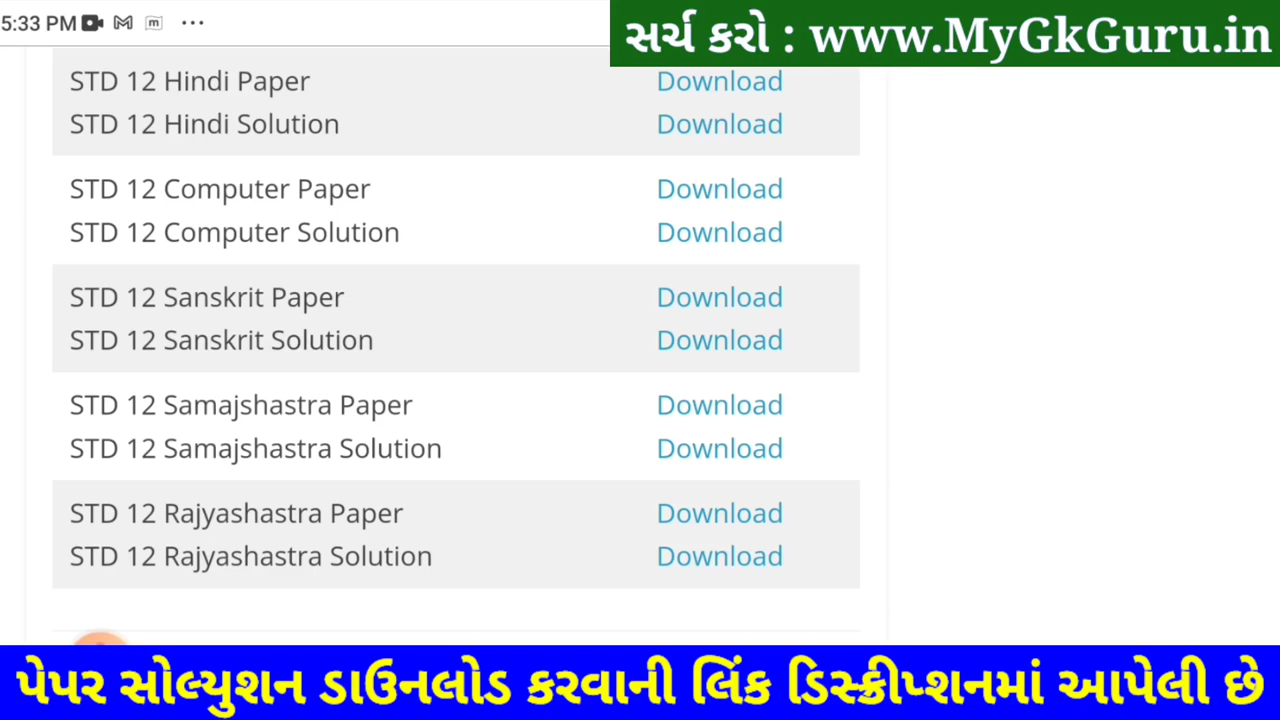 5:33 PM
સર્ચ કરો : www.MyGkGuru.in
STD 12 Hindi Paper Download
STD 12 Hindi Solution Download
STD 12 Computer Paper Download
STD 12 Computer Solution Download
STD 12 Sanskrit Paper Download
STD 12 Sanskrit Solution Download
STD 12 Samajshastra Paper Download
STD 12 Samajshastra Solution Download
STD 12 Rajyashastra Paper Download
STD 12 Rajyashastra Solution Download
પેપર સોલ્યુશન ડાઉનલોડ કરવાની લિંક ડિસ્ક્રીપ્શનમાં આપેલી છે